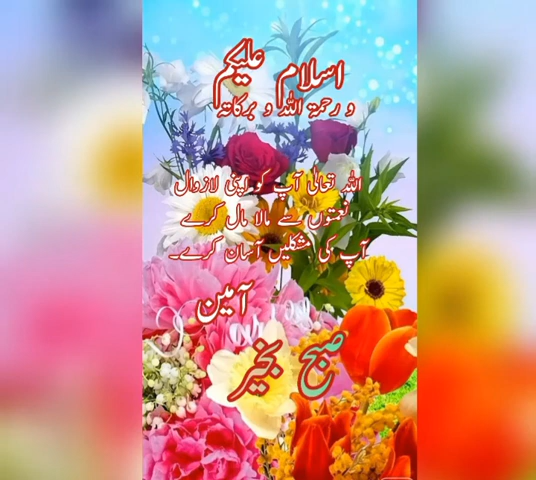 اسلام علیکم
و رحمۃ اللہ و برکاتہ
اللہ تعالیٰ آپ کو اپنی لازوال
نعمتوں سے مالا مال کرے
آپ کی مشکلیں آسان کرے۔
آمین
صبح بخیر